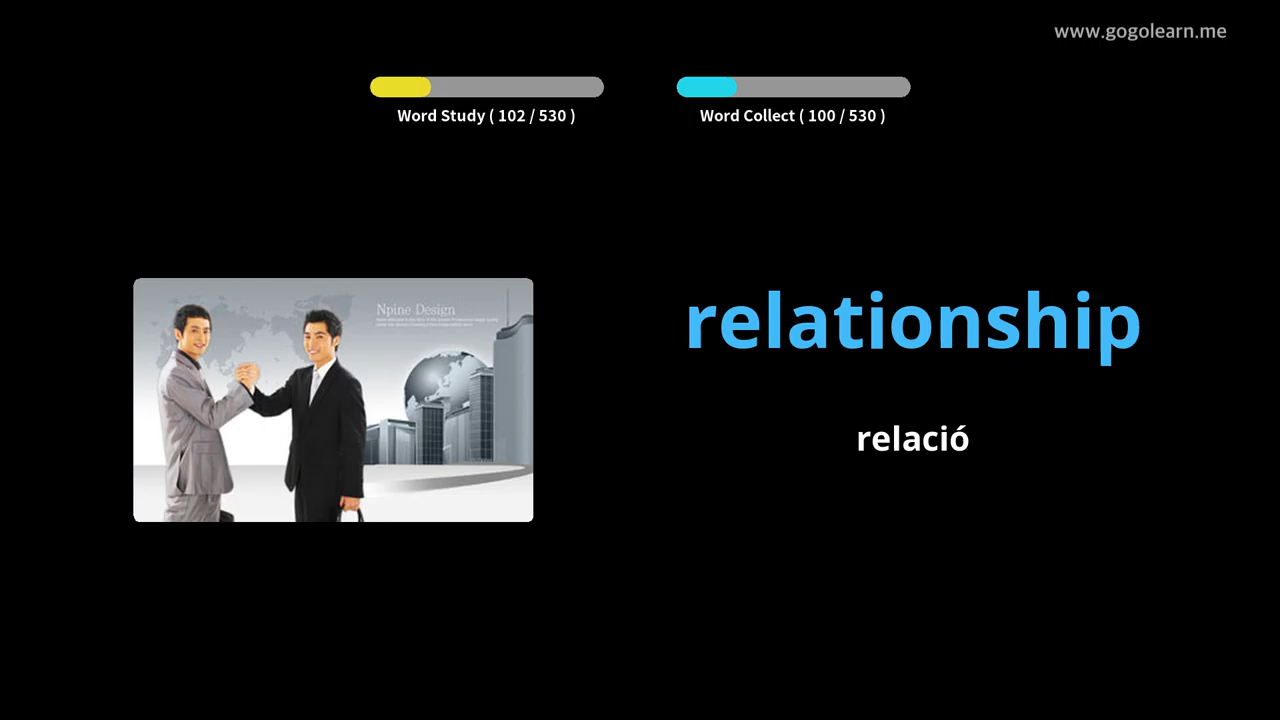 www.gogolearn.me
Word Study ( 102 / 530 )
Word Collect ( 100 / 530 )
Npine Design
relationship
relació